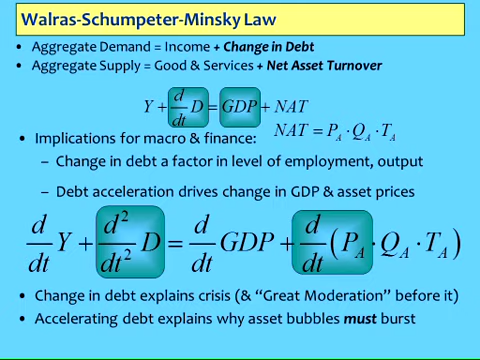 Walras-Schumpeter-Minsky Law
• Aggregate Demand = Income + Change in Debt
• Aggregate Supply = Good & Services + Net Asset Turnover
Y + d/dt D = GDP + NAT
NAT = P_A · Q_A · T_A
• Implications for macro & finance:
– Change in debt a factor in level of employment, output
– Debt acceleration drives change in GDP & asset prices
d/dt Y + d²/dt² D = d/dt GDP + d/dt (P_A · Q_A · T_A)
• Change in debt explains crisis (& “Great Moderation” before it)
• Accelerating debt explains why asset bubbles must burst